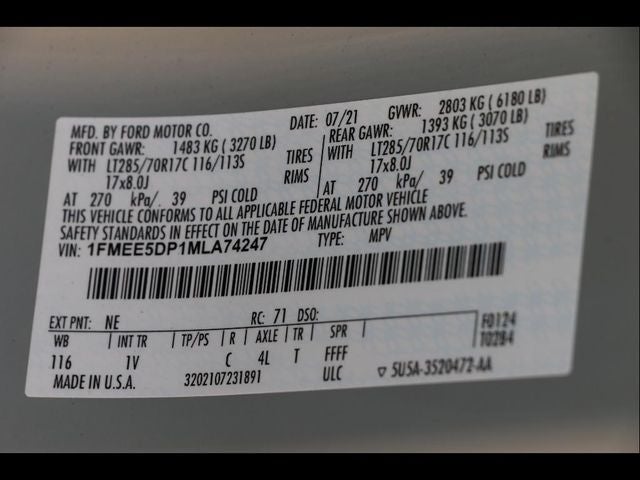 MFD. BY FORD MOTOR CO. DATE: 07/21 GVWR: 2803 KG ( 6180 LB)
FRONT GAWR: 1483 KG ( 3270 LB) REAR GAWR: 1393 KG ( 3070 LB)
WITH LT285/70R17C 116/113S TIRES WITH LT285/70R17C 116/113S TIRES
17x8.0J RIMS 17x8.0J RIMS
AT 270 kPa/ 39 PSI COLD AT 270 kPa/ 39 PSI COLD
THIS VEHICLE CONFORMS TO ALL APPLICABLE FEDERAL MOTOR VEHICLE
SAFETY STANDARDS IN EFFECT ON THE DATE OF MANUFACTURE SHOWN ABOVE.
VIN: 1FMEE5DP1MLA74247 TYPE: MPV
EXT PNT: NE RC: 71 DSO: F0124
WB INT TR TP/PS R AXLE TR SPR T0284
116 1V C 4L T FFFF
MADE IN U.S.A. 3202107231891 ULC ▽ 5U5A-3520472-AA